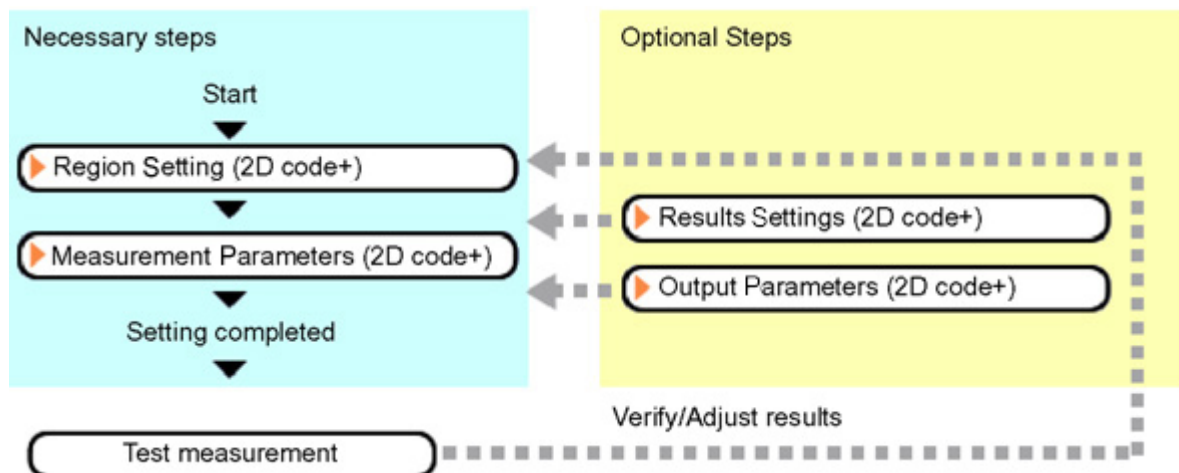 Necessary steps
Start
Region Setting (2D code+)
Measurement Parameters (2D code+)
Setting completed
Test measurement
Optional Steps
Results Settings (2D code+)
Output Parameters (2D code+)
Verify/Adjust results